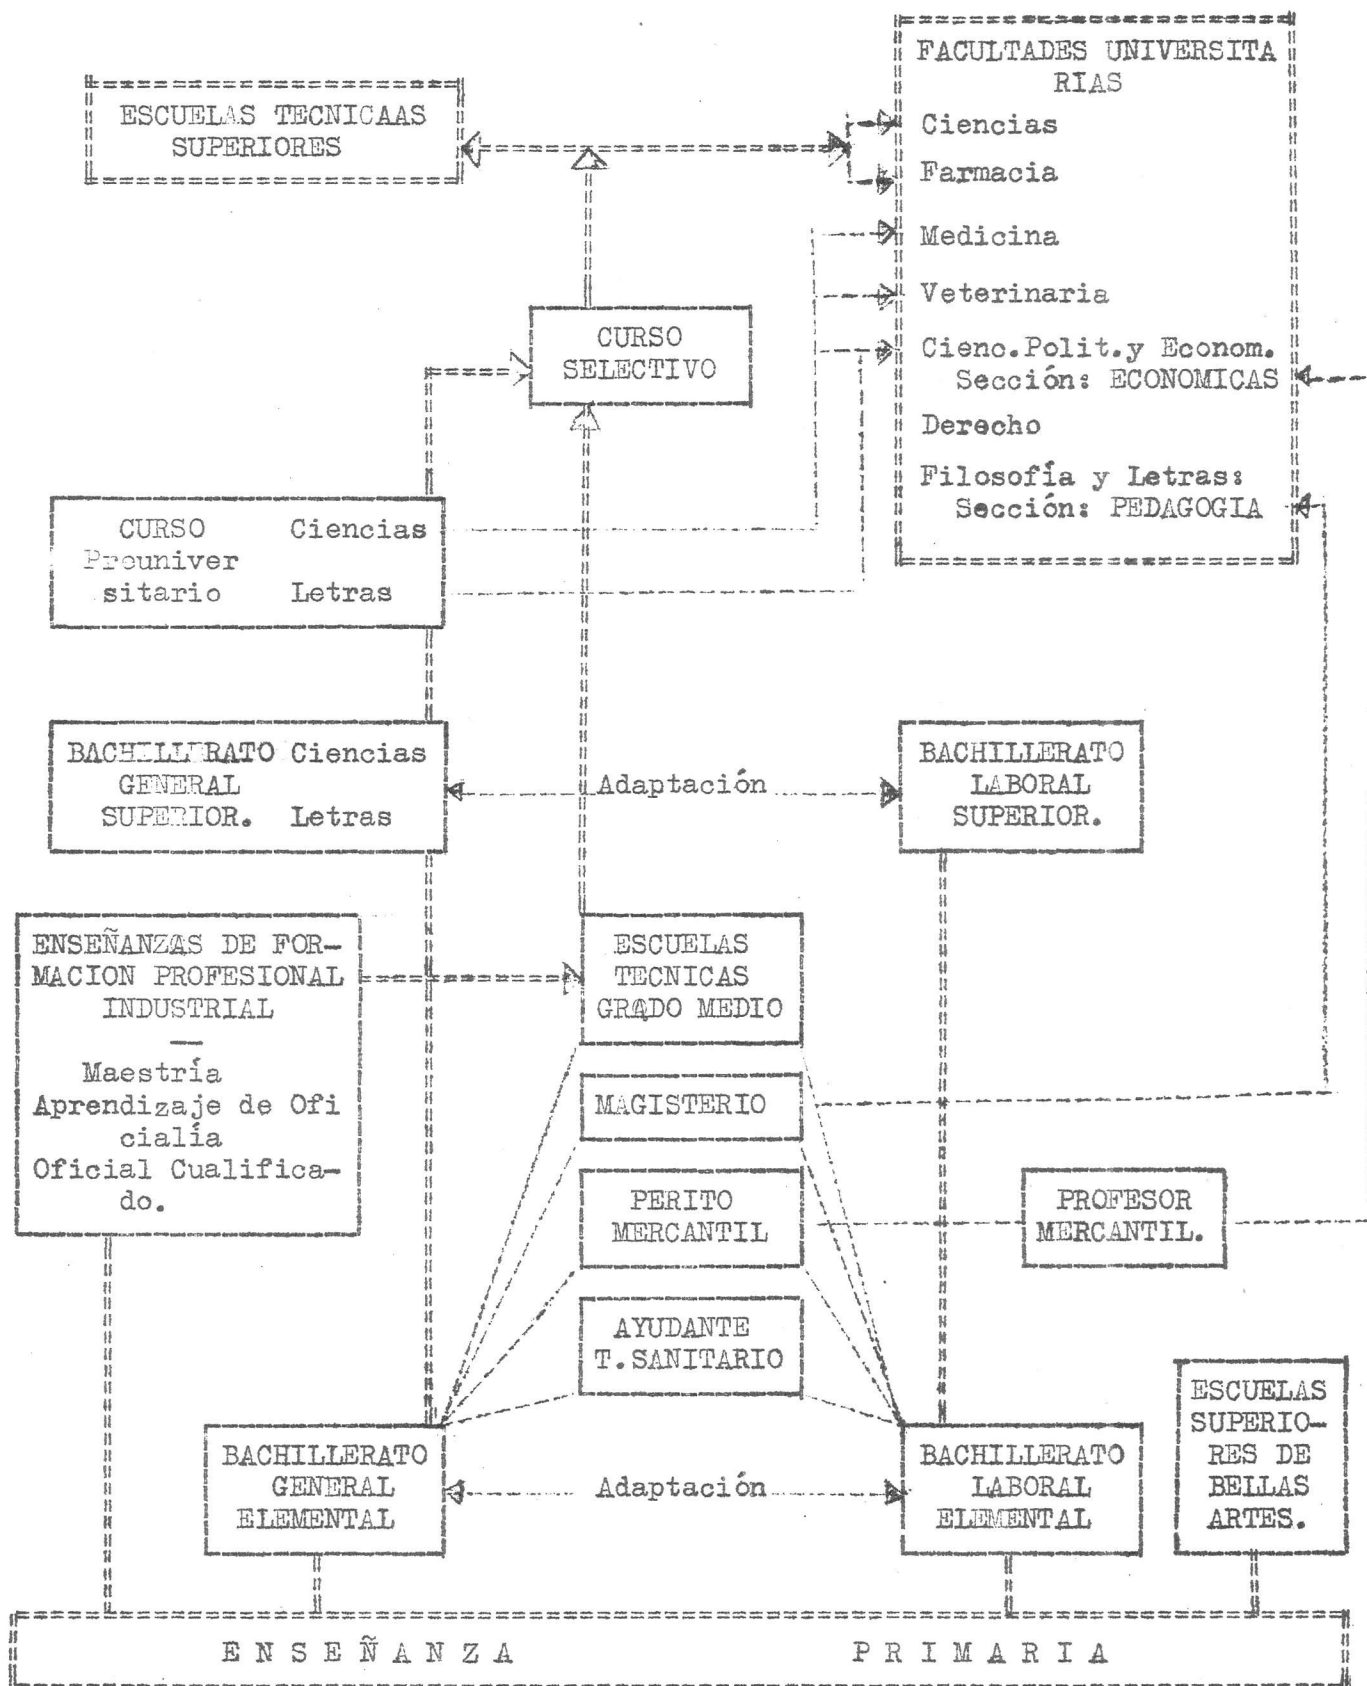 FACULTADES UNIVERSITA
RIAS
Ciencias
Farmacia
Medicina
Veterinaria
Cienc.Polit.y Econom.
Sección: ECONOMICAS
Derecho
Filosofía y Letras:
Sección: PEDAGOGIA
ESCUELAS TECNICAAS
SUPERIORES
CURSO
SELECTIVO
CURSO Ciencias
Preuniver
sitario Letras
BACHILLERATO Ciencias
GENERAL
SUPERIOR. Letras
Adaptación
BACHILLERATO
LABORAL
SUPERIOR.
ENSEÑANZAS DE FOR-
MACION PROFESIONAL
INDUSTRIAL
—
Maestría
Aprendizaje de Ofi
cialía
Oficial Cualifica-
do.
ESCUELAS
TECNICAS
GRADO MEDIO
MAGISTERIO
PERITO
MERCANTIL
PROFESOR
MERCANTIL.
AYUDANTE
T.SANITARIO
BACHILLERATO
GENERAL
ELEMENTAL
Adaptación
BACHILLERATO
LABORAL
ELEMENTAL
ESCUELAS
SUPERIO-
RES DE
BELLAS
ARTES.
ENSEÑANZA PRIMARIA